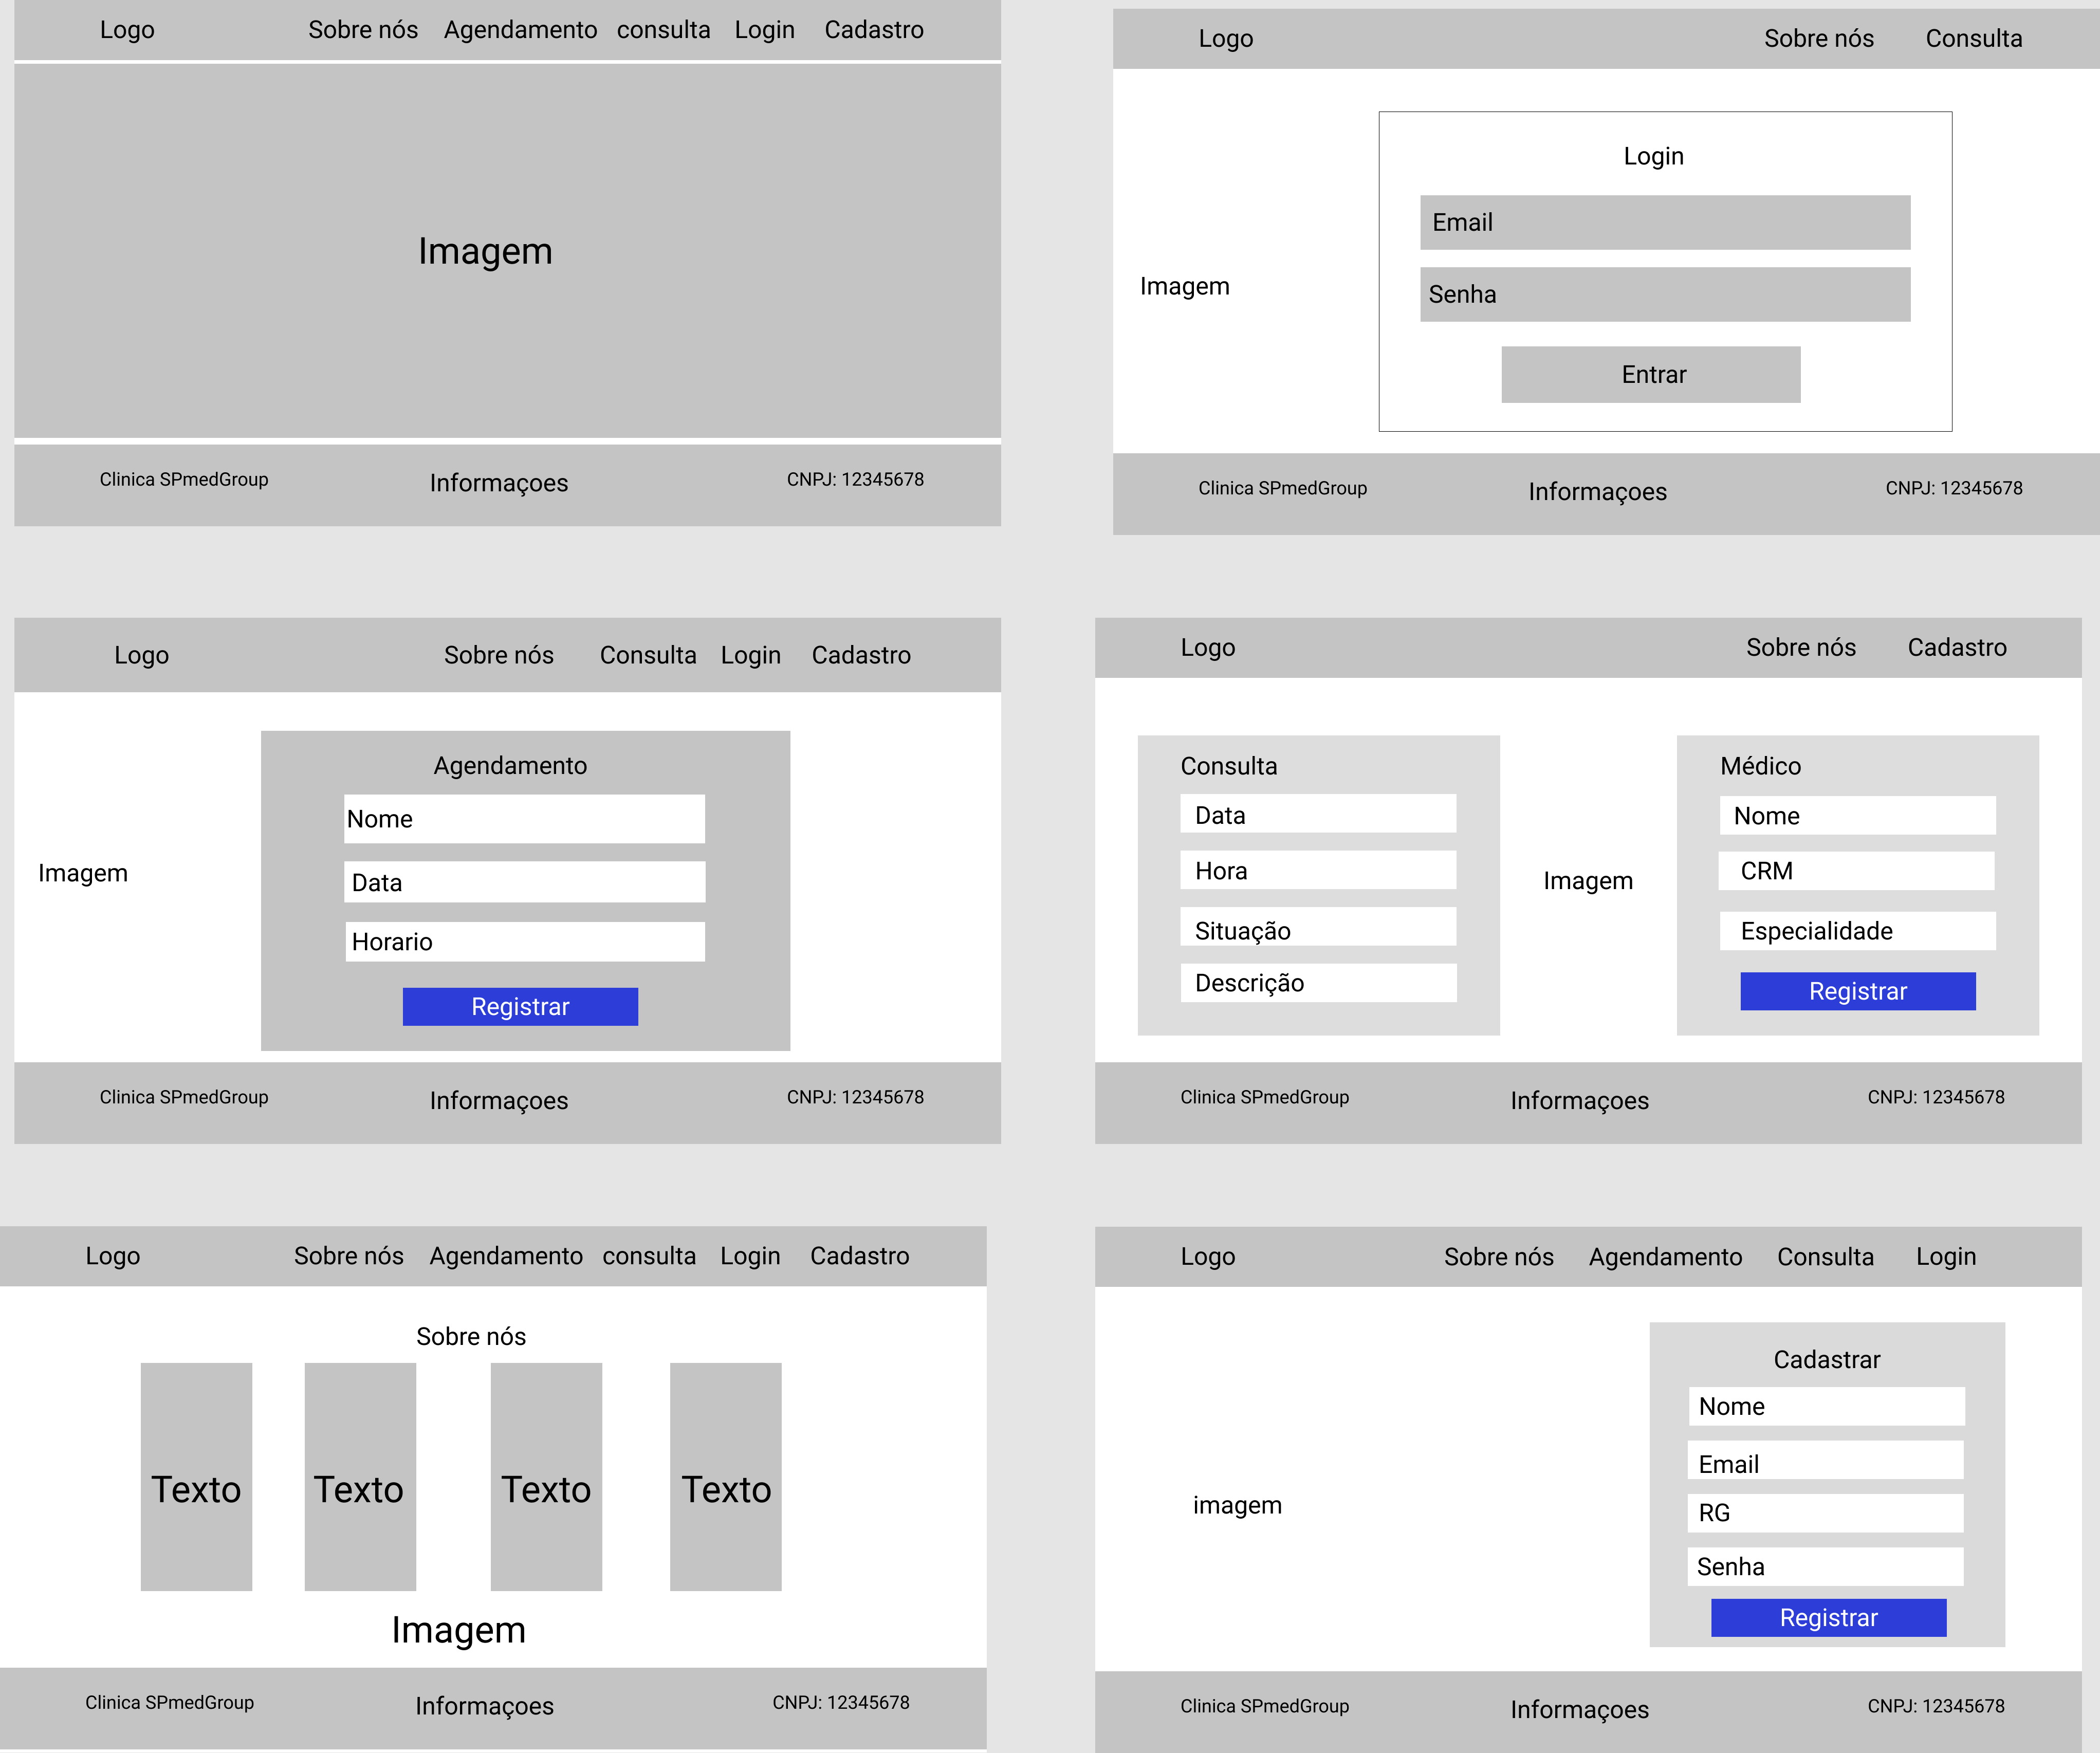 Logo Sobre nós Agendamento consulta Login Cadastro
Imagem
Clinica SPmedGroup Informaçoes CNPJ: 12345678
Logo Sobre nós Consulta
Login
Email
Imagem
Senha
Entrar
Clinica SPmedGroup Informaçoes CNPJ: 12345678
Logo Sobre nós Consulta Login Cadastro
Agendamento
Nome
Imagem
Data
Horario
Registrar
Clinica SPmedGroup Informaçoes CNPJ: 12345678
Logo Sobre nós Cadastro
Consulta
Data
Hora
Situação
Descrição
Imagem
Médico
Nome
CRM
Especialidade
Registrar
Clinica SPmedGroup Informaçoes CNPJ: 12345678
Logo Sobre nós Agendamento consulta Login Cadastro
Sobre nós
Texto Texto Texto Texto
Imagem
Clinica SPmedGroup Informaçoes CNPJ: 12345678
Logo Sobre nós Agendamento Consulta Login
imagem
Cadastrar
Nome
Email
RG
Senha
Registrar
Clinica SPmedGroup Informaçoes CNPJ: 12345678